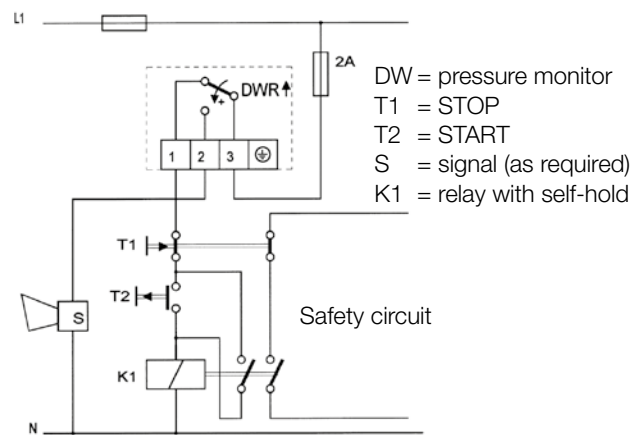 L1
2A
DWR
+
1 2 3
T1
T2
S
K1
N
Safety circuit
DW = pressure monitor
T1 = STOP
T2 = START
S = signal (as required)
K1 = relay with self-hold